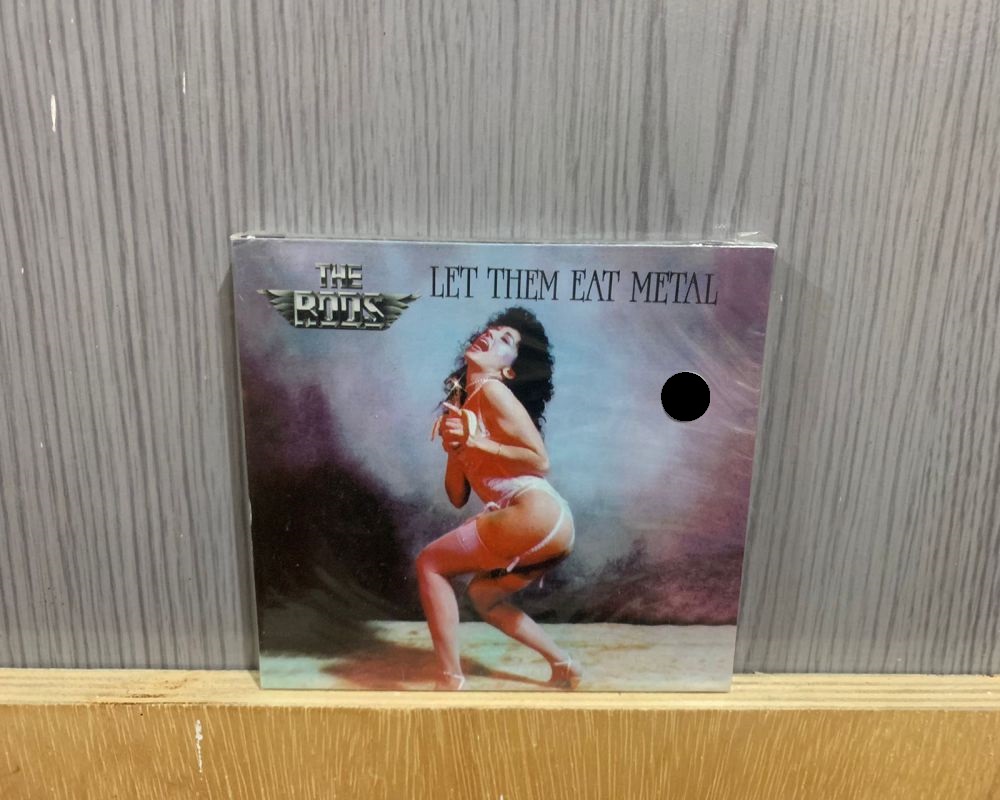 THE
RODS
LET THEM EAT METAL